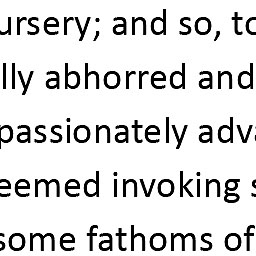 ursery; and so, to
lly abhorred and
passionately adva
eemed invoking s
some fathoms of